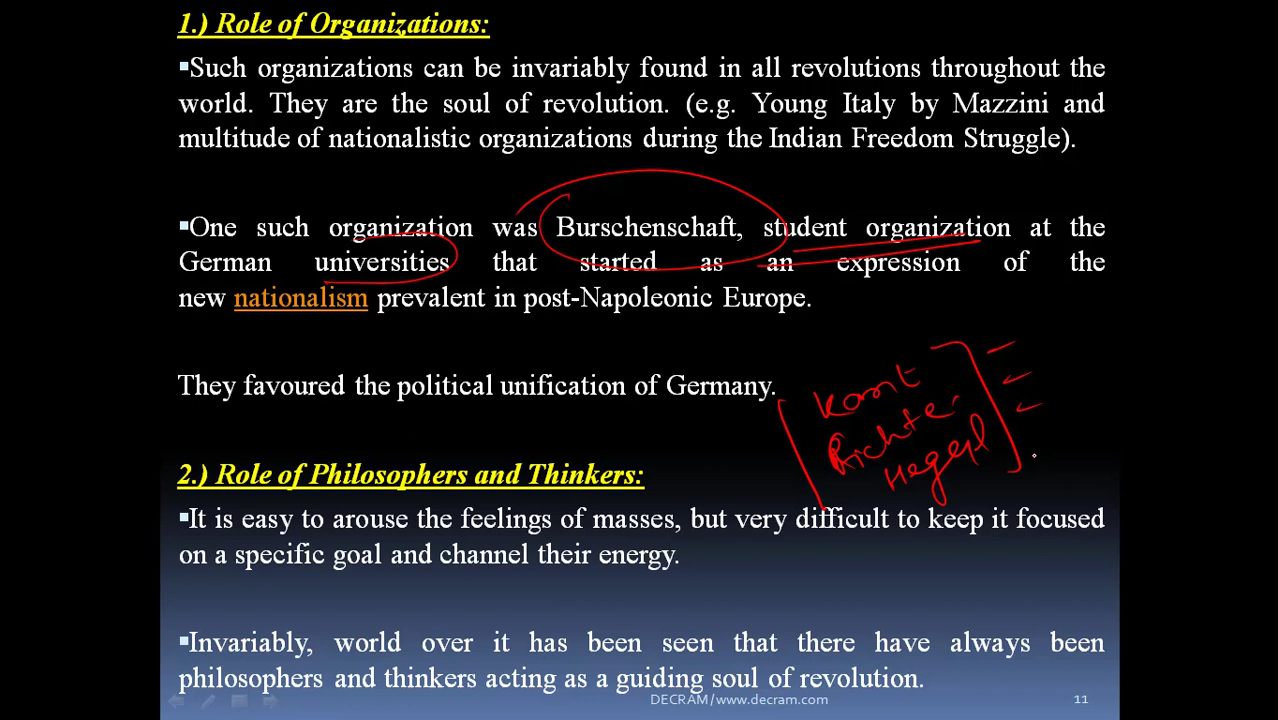 1.) Role of Organizations:
▪Such organizations can be invariably found in all revolutions throughout the
world. They are the soul of revolution. (e.g. Young Italy by Mazzini and
multitude of nationalistic organizations during the Indian Freedom Struggle).
▪One such organization was Burschenschaft, student organization at the
German universities that started as an expression of the
new nationalism prevalent in post-Napoleonic Europe.
They favoured the political unification of Germany.
Kant
Hegel
2.) Role of Philosophers and Thinkers:
▪It is easy to arouse the feelings of masses, but very difficult to keep it focused
on a specific goal and channel their energy.
▪Invariably, world over it has been seen that there have always been
philosophers and thinkers acting as a guiding soul of revolution.
DECRAM/www.decram.com 11